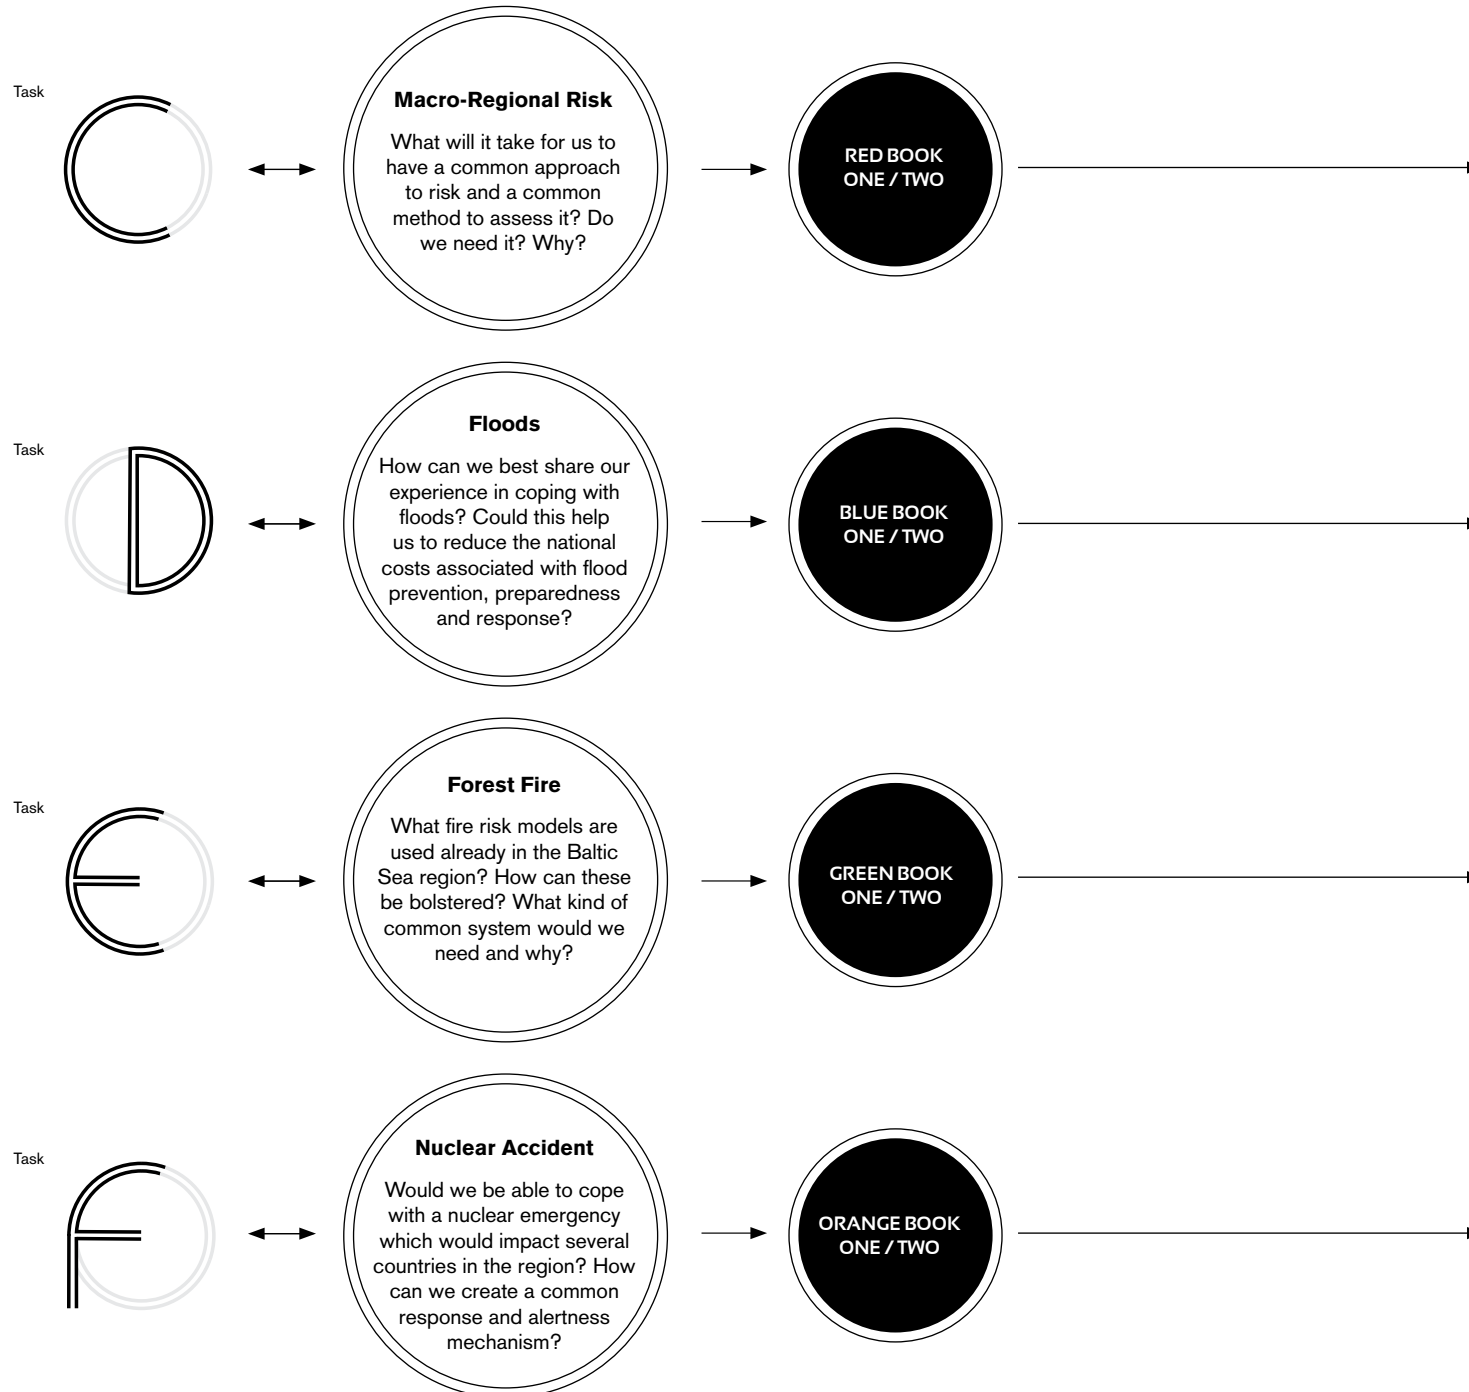 Task
C
Macro-Regional Risk
What will it take for us to
have a common approach
to risk and a common
method to assess it? Do
we need it? Why?
RED BOOK
ONE / TWO
Task
D
Floods
How can we best share our
experience in coping with
floods? Could this help
us to reduce the national
costs associated with flood
prevention, preparedness
and response?
BLUE BOOK
ONE / TWO
Task
e
Forest Fire
What fire risk models are
used already in the Baltic
Sea region? How can these
be bolstered? What kind of
common system would we
need and why?
GREEN BOOK
ONE / TWO
Task
F
Nuclear Accident
Would we be able to cope
with a nuclear emergency
which would impact several
countries in the region? How
can we create a common
response and alertness
mechanism?
ORANGE BOOK
ONE / TWO